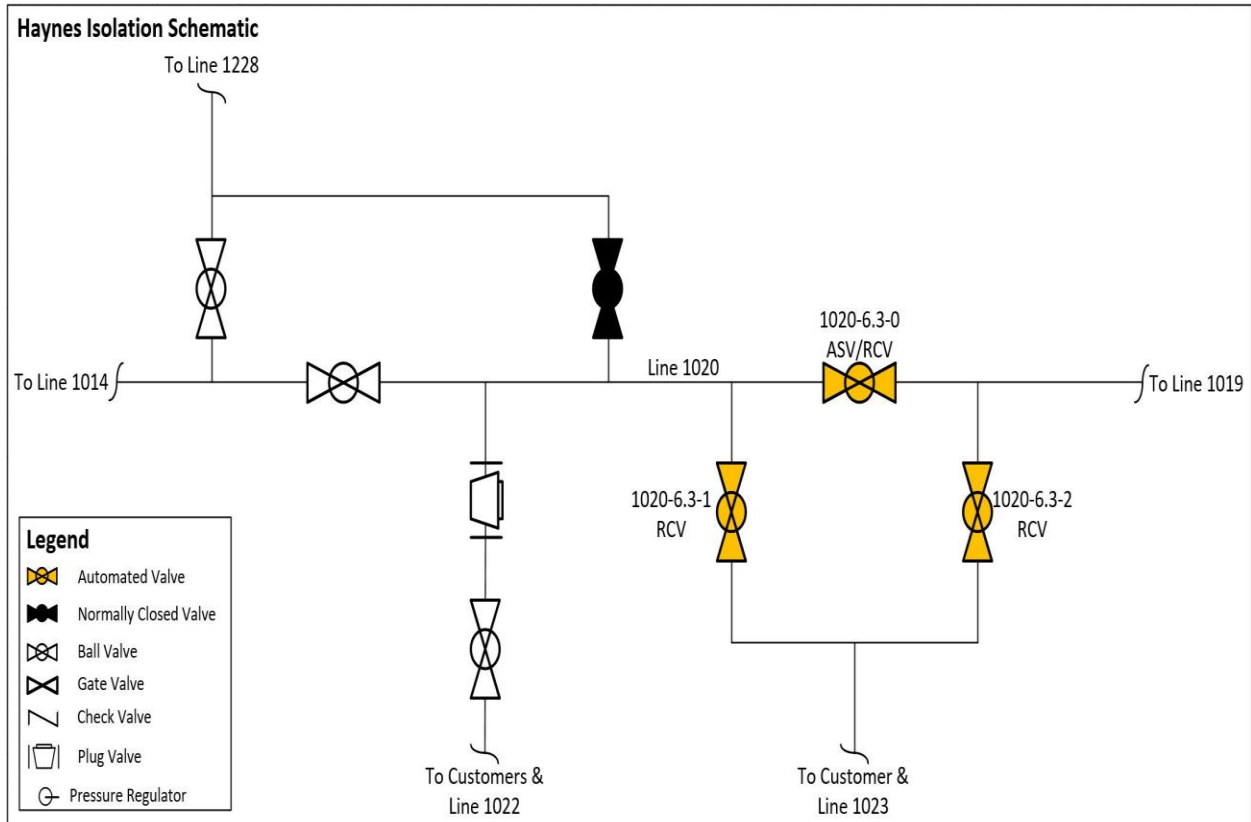 Haynes Isolation Schematic
To Line 1228
1020-6.3-0
ASV/RCV
To Line 1014
Line 1020
To Line 1019
1020-6.3-1
RCV
1020-6.3-2
RCV
Legend
Automated Valve
Normally Closed Valve
Ball Valve
Gate Valve
Check Valve
Plug Valve
Pressure Regulator
To Customers &
Line 1022
To Customer &
Line 1023